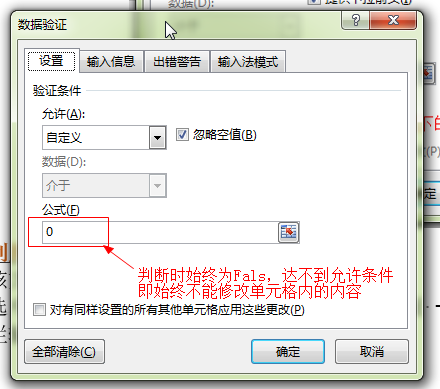 数据(D):
数据验证
设置 输入信息 出错警告 输入法模式
验证条件
允许(A):
自定义 忽略空值(B)
数据(D):
介于
公式(F)
0
判断时始终为Fals，达不到允许条件
即始终不能修改单元格内的内容
对有同样设置的所有其他单元格应用这些更改(P)
全部清除(C) 确定 取消